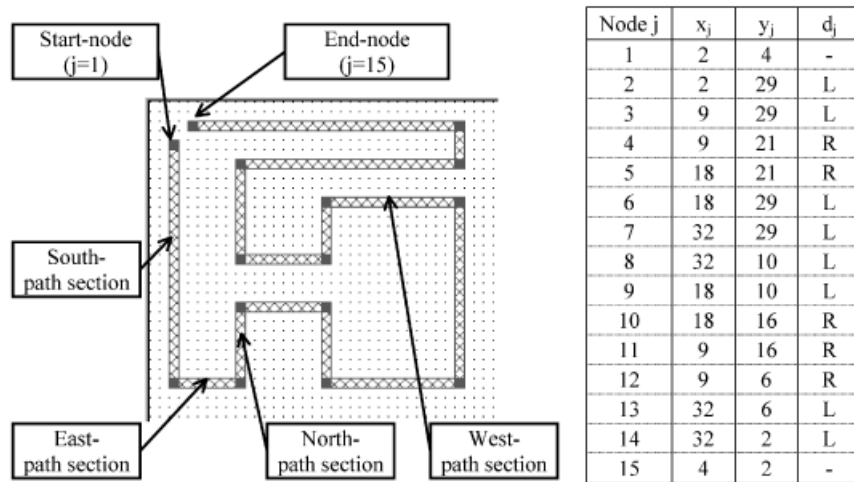 Start-node
(j=1)
End-node
(j=15)
South-
path section
East-
path section
North-
path section
West-
path section
Node j xj yj dj
1 2 4 -
2 2 29 L
3 9 29 L
4 9 21 R
5 18 21 R
6 18 29 L
7 32 29 L
8 32 10 L
9 18 10 L
10 18 16 R
11 9 16 R
12 9 6 R
13 32 6 L
14 32 2 L
15 4 2 -